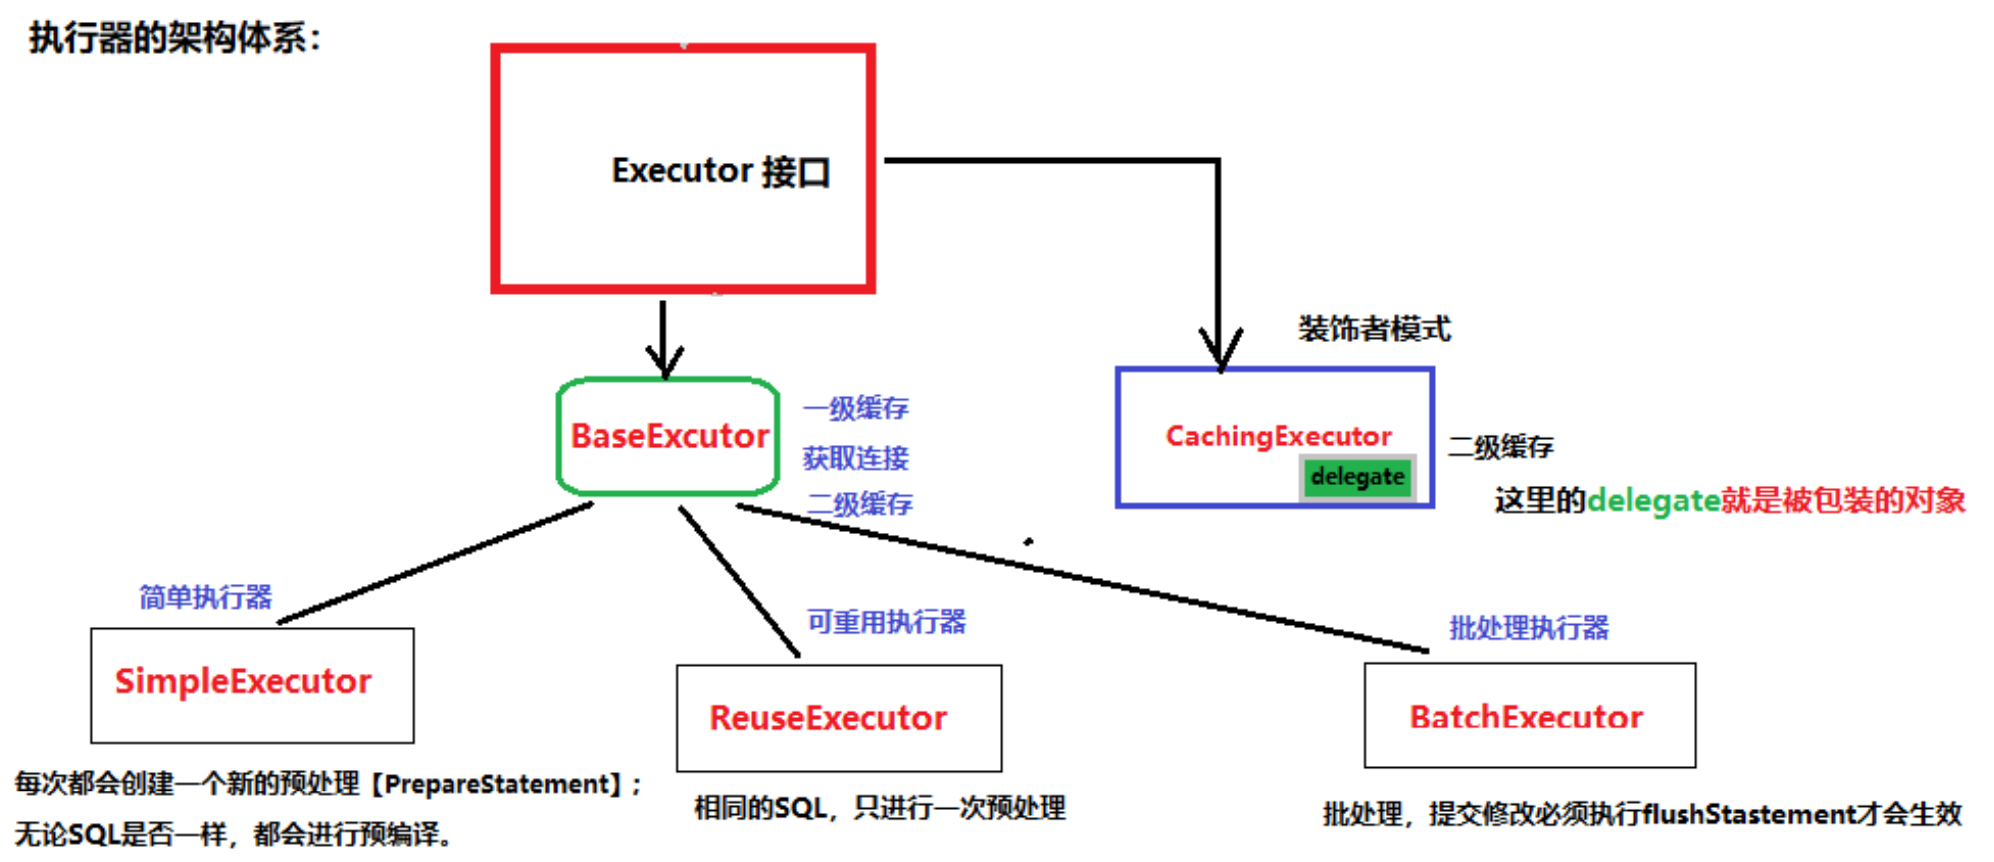 执行器的架构体系：
Executor 接口
装饰者模式
BaseExcutor
一级缓存
获取连接
二级缓存
CachingExecutor
delegate
二级缓存
这里的delegate就是被包装的对象
简单执行器
可重用执行器
批处理执行器
SimpleExecutor
ReuseExecutor
BatchExecutor
每次都会创建一个新的预处理【PrepareStatement】；
无论SQL是否一样，都会进行预编译。
相同的SQL，只进行一次预处理
批处理，提交修改必须执行flushStastement才会生效